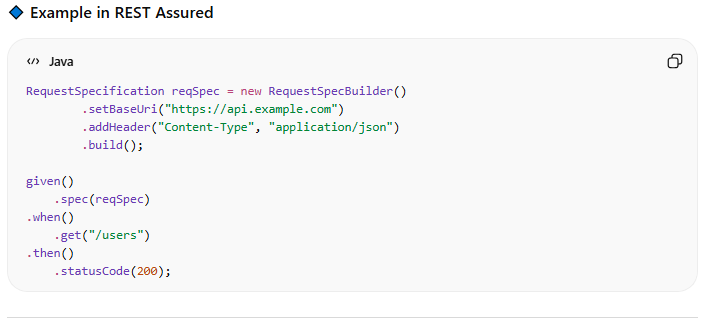 Example in REST Assured
Java
RequestSpecification reqSpec = new RequestSpecBuilder()
        .setBaseUri("https://api.example.com")
        .addHeader("Content-Type", "application/json")
        .build();

given()
    .spec(reqSpec)
.when()
    .get("/users")
.then()
    .statusCode(200);